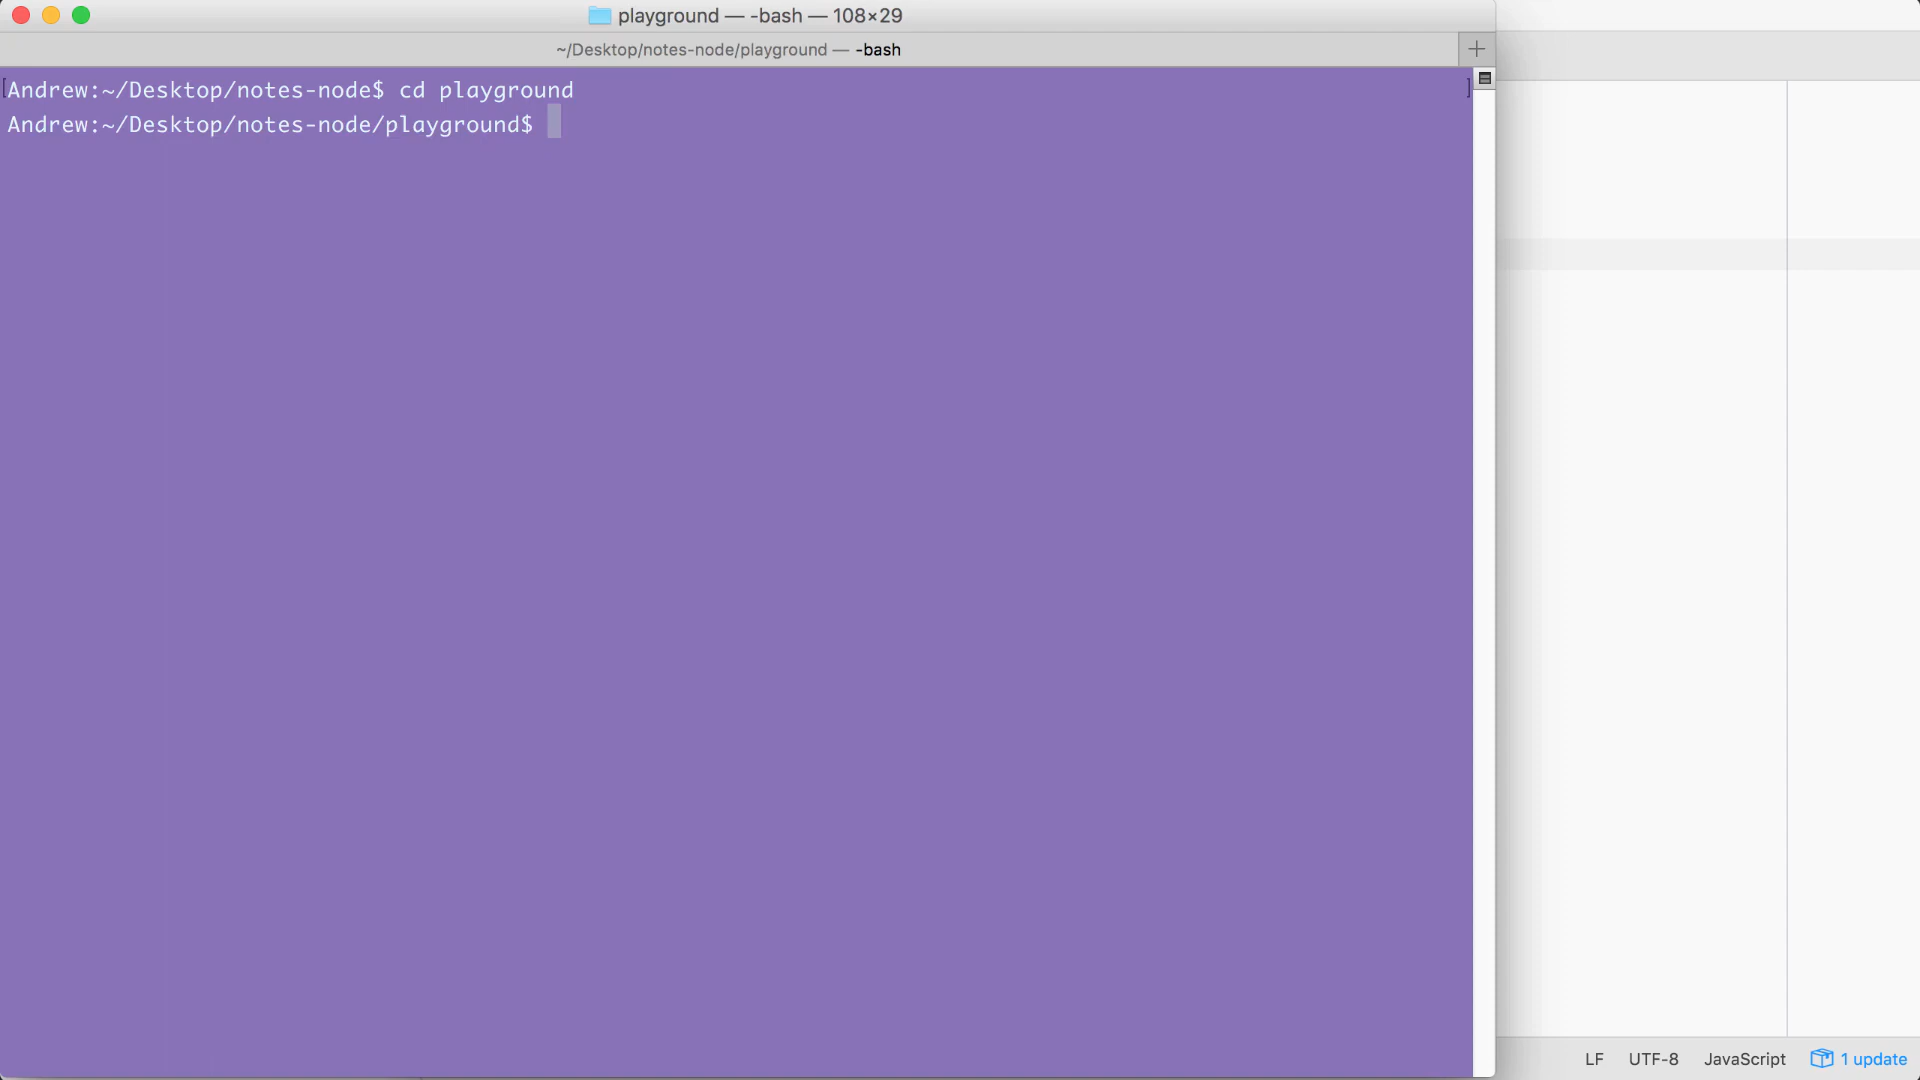 playground — -bash — 108×29
~/Desktop/notes-node/playground — -bash
Andrew:~/Desktop/notes-node$ cd playground
Andrew:~/Desktop/notes-node/playground$
LF UTF-8 JavaScript 1 update